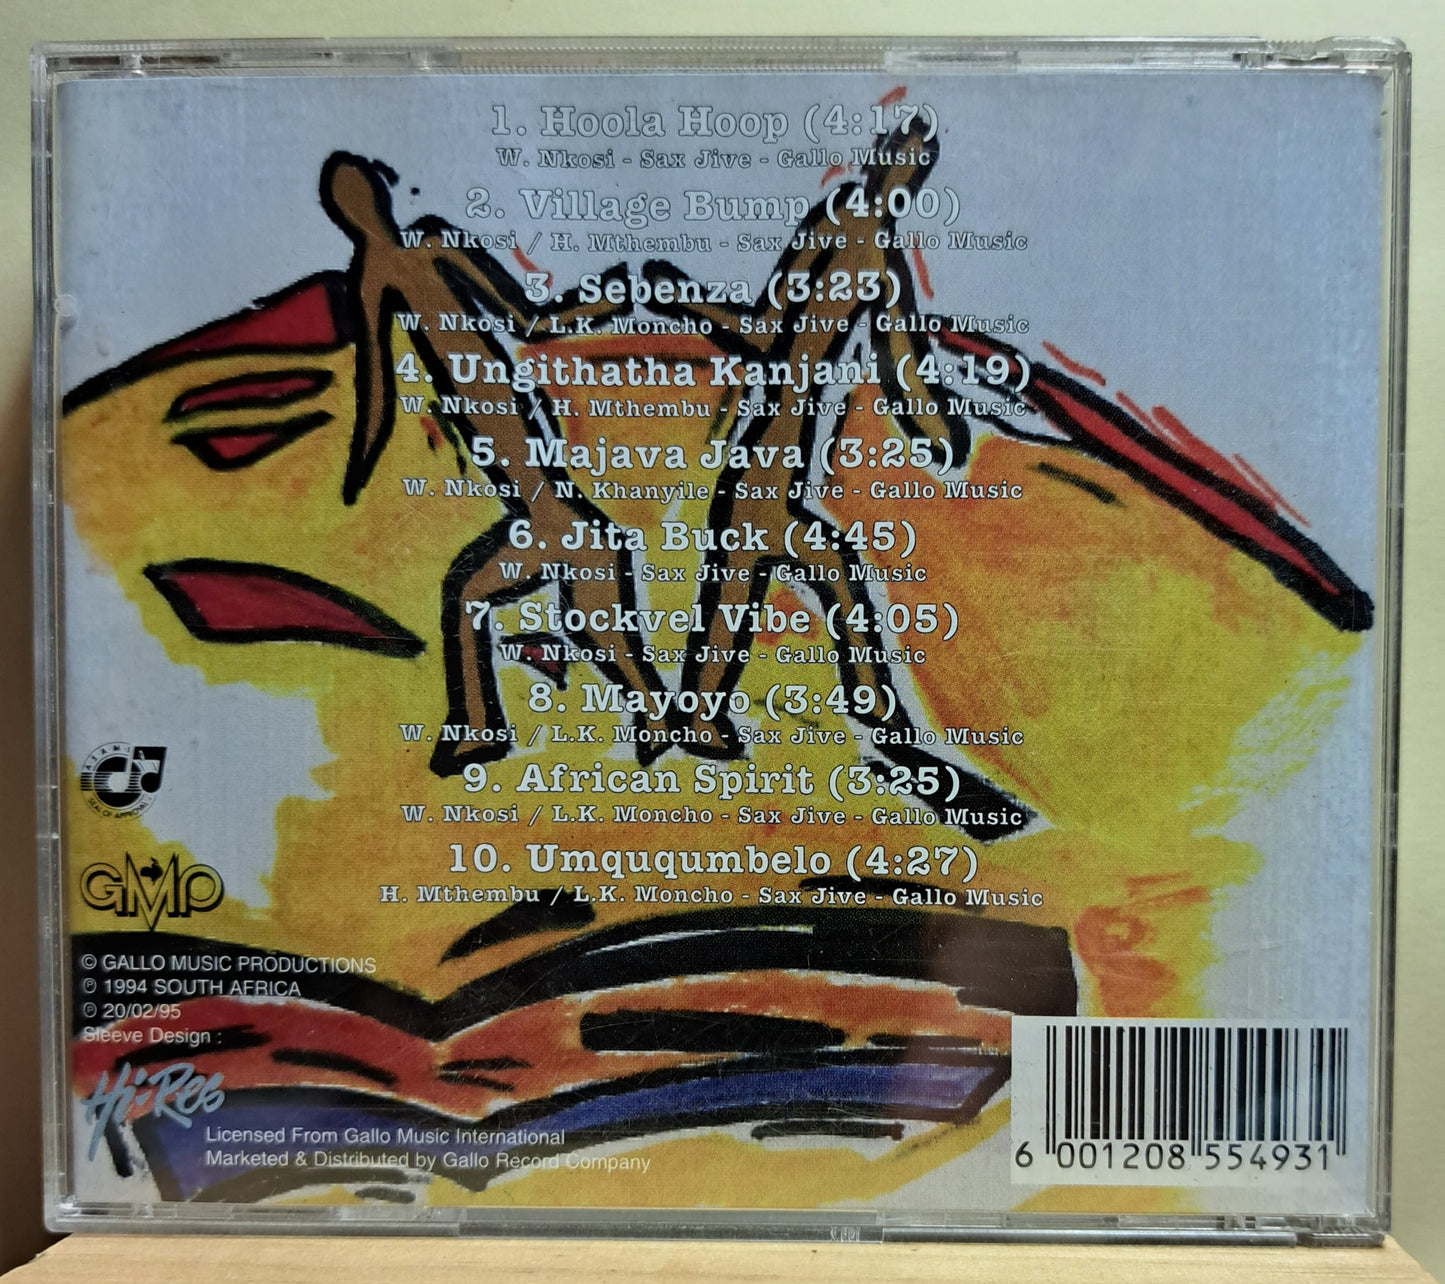 1. Hoola Hoop (4:17)
W. Nkosi - Sax Jive - Gallo Music
2. Village Bump (4:00)
W. Nkosi / H. Mthembu - Sax Jive - Gallo Music
3. Sebenza (3:23)
W. Nkosi / L.K. Moncho - Sax Jive - Gallo Music
4. Ungithatha Kanjani (4:19)
W. Nkosi / H. Mthembu - Sax Jive - Gallo Music
5. Majava Java (3:25)
W. Nkosi / N. Khanyile - Sax Jive - Gallo Music
6. Jita Buck (4:45)
W. Nkosi - Sax Jive - Gallo Music
7. Stockvel Vibe (4:05)
W. Nkosi - Sax Jive - Gallo Music
8. Mayoyo (3:49)
W. Nkosi / L.K. Moncho - Sax Jive - Gallo Music
9. African Spirit (3:25)
W. Nkosi / L.K. Moncho - Sax Jive - Gallo Music
10. Umququmbelo (4:27)
H. Mthembu / L.K. Moncho - Sax Jive - Gallo Music
SEAL OF APPROVAL
GMP
© GALLO MUSIC PRODUCTIONS
℗ 1994 SOUTH AFRICA
℗ 20/02/95
Sleeve Design :
Hi-Res
Licensed From Gallo Music International
Marketed & Distributed by Gallo Record Company
6 001208 554931